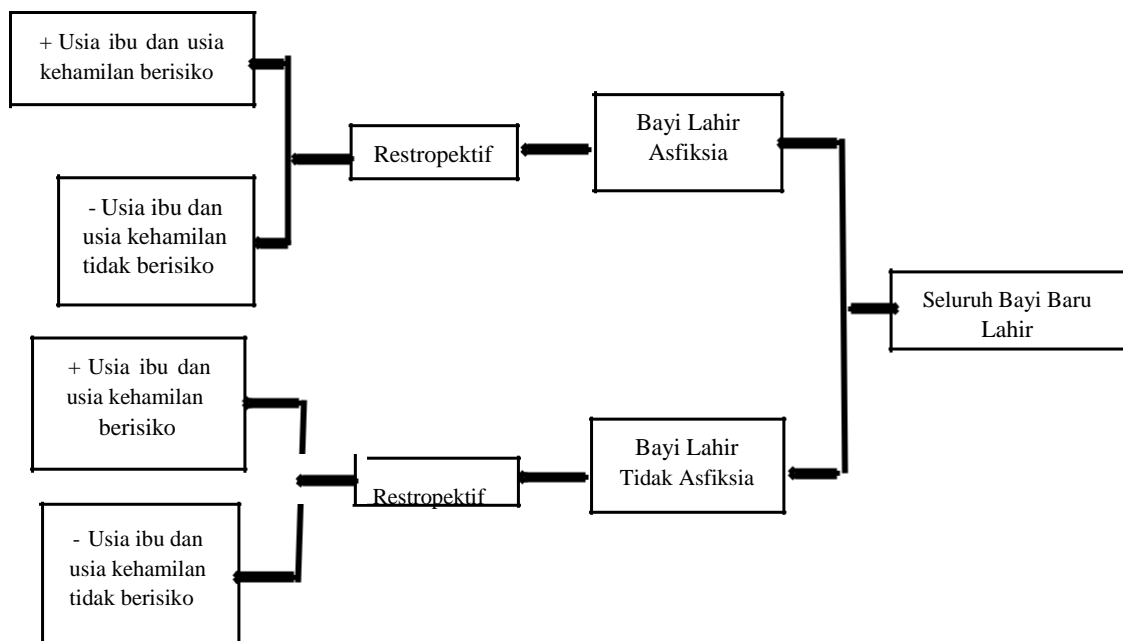 + Usia ibu dan usia
kehamilan berisiko
- Usia ibu dan
usia kehamilan
tidak berisiko
Restropektif
Bayi Lahir
Asfiksia
Seluruh Bayi Baru
Lahir
+ Usia ibu dan
usia kehamilan
berisiko
- Usia ibu dan
usia kehamilan
tidak berisiko
Restropektif
Bayi Lahir
Tidak Asfiksia